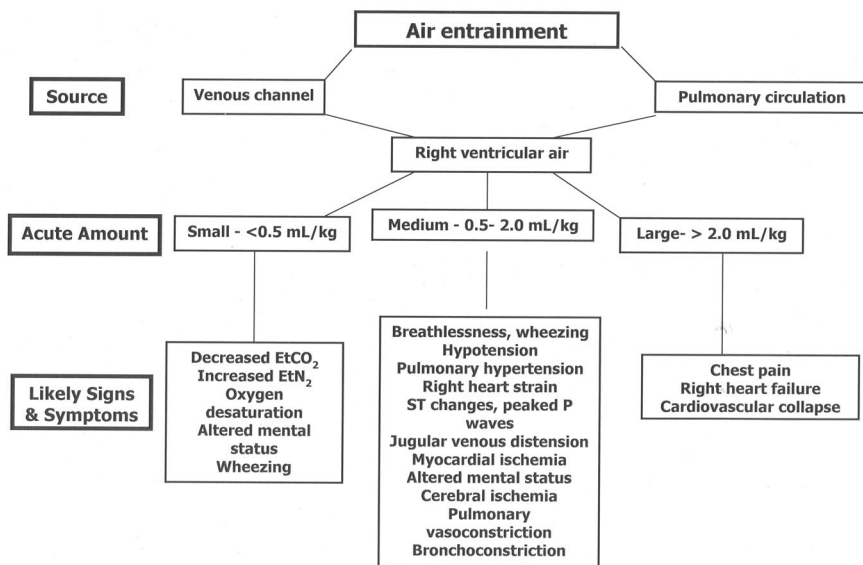 Air entrainment
Source
Venous channel
Pulmonary circulation
Right ventricular air
Acute Amount
Small - <0.5 mL/kg
Medium - 0.5- 2.0 mL/kg
Large- > 2.0 mL/kg
Likely Signs
& Symptoms
Decreased EtCO₂
Increased EtN₂
Oxygen
desaturation
Altered mental
status
Wheezing
Breathlessness, wheezing
Hypotension
Pulmonary hypertension
Right heart strain
ST changes, peaked P
waves
Jugular venous distension
Myocardial ischemia
Altered mental status
Cerebral ischemia
Pulmonary
vasoconstriction
Bronchoconstriction
Chest pain
Right heart failure
Cardiovascular collapse